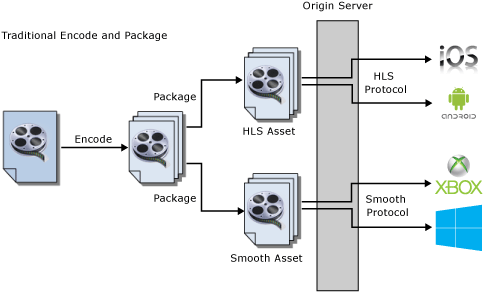 Origin Server
Traditional Encode and Package
iOS
Package
HLS
Protocol
ANDROID
HLS Asset
Encode
Package
XBOX
Smooth
Protocol
Smooth Asset